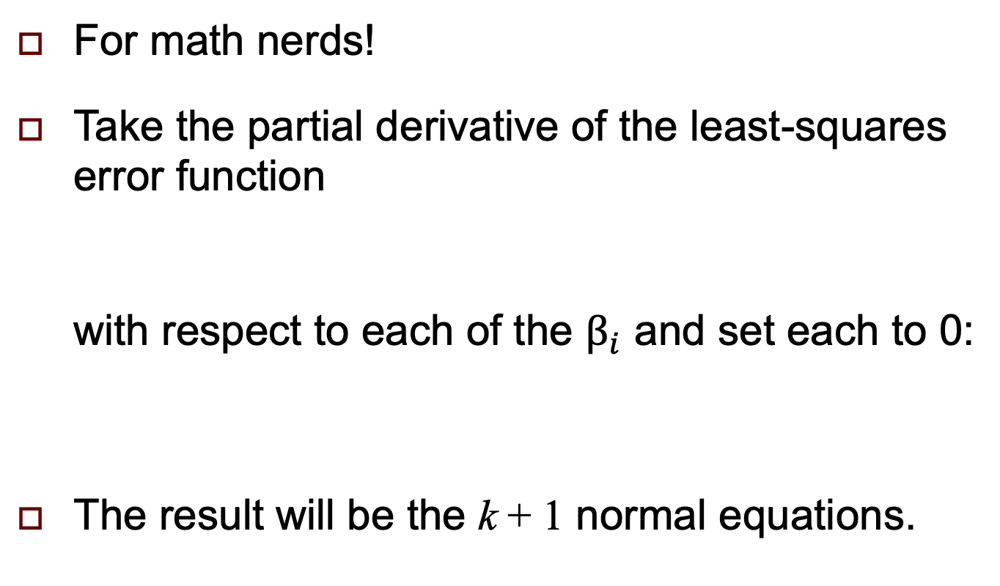 For math nerds!
Take the partial derivative of the least-squares
error function
with respect to each of the βᵢ and set each to 0:
The result will be the k + 1 normal equations.